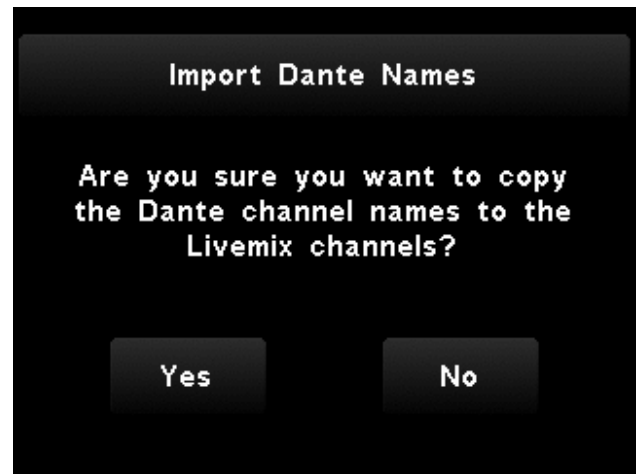 Import Dante Names
Are you sure you want to copy
the Dante channel names to the
Livemix channels?
Yes
No